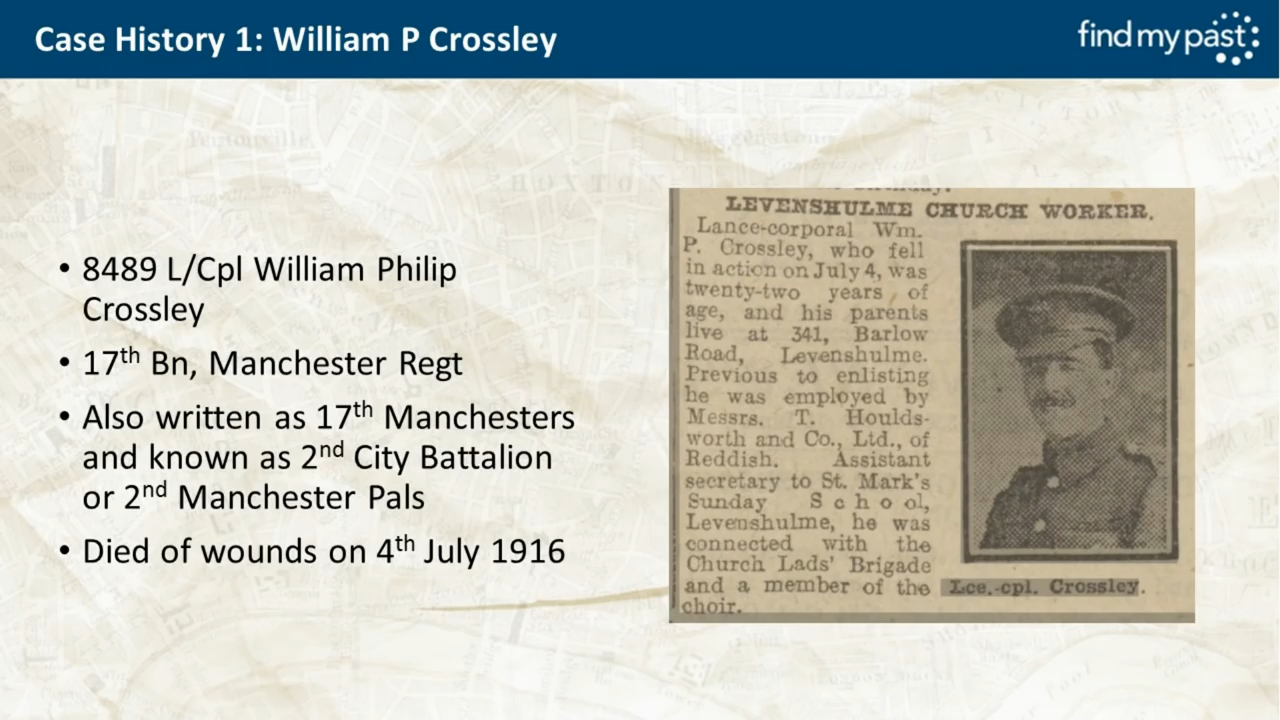 Case History 1: William P Crossley
findmypast
• 8489 L/Cpl William Philip
Crossley
• 17th Bn, Manchester Regt
• Also written as 17th Manchesters
and known as 2nd City Battalion
or 2nd Manchester Pals
• Died of wounds on 4th July 1916
LEVENSHULME CHURCH WORKER.
Lance-corporal Wm.
P. Crossley, who fell
in action on July 4, was
twenty-two years of
age, and his parents
live at 341, Barlow
Road, Levenshulme.
Previous to enlisting
he was employed by
Messrs. T. Houlds-
worth and Co., Ltd., of
Reddish. Assistant
secretary to St. Mark's
Sunday School,
Levenshulme, he was
connected with the
Church Lads' Brigade
and a member of the
choir.
Lce.-cpl. Crossley.